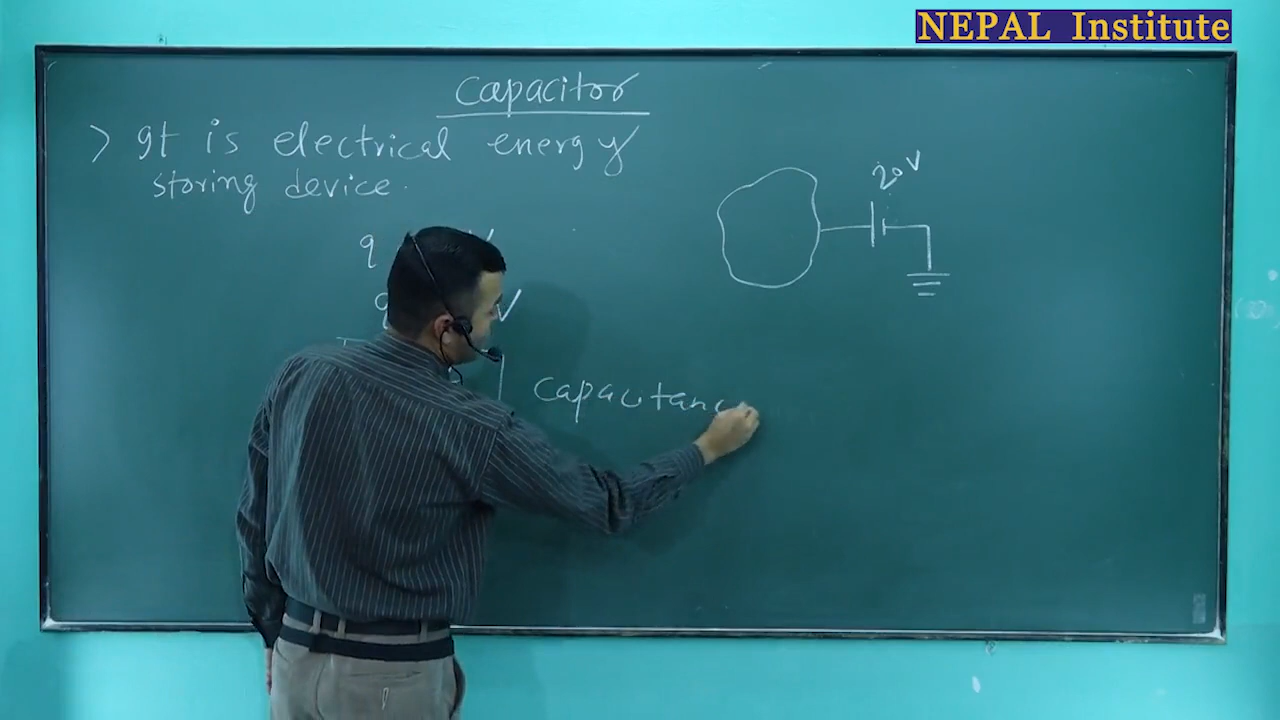 NEPAL Institute
Capacitor
> It is electrical energy
storing device.
20V
q V
q V
Capacitanc